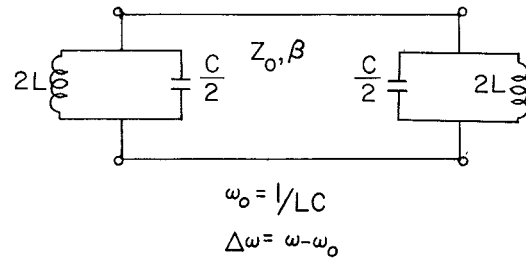 Z₀, β
2L
C/2
C/2
2L
ω₀ = 1/LC
Δω = ω-ω₀